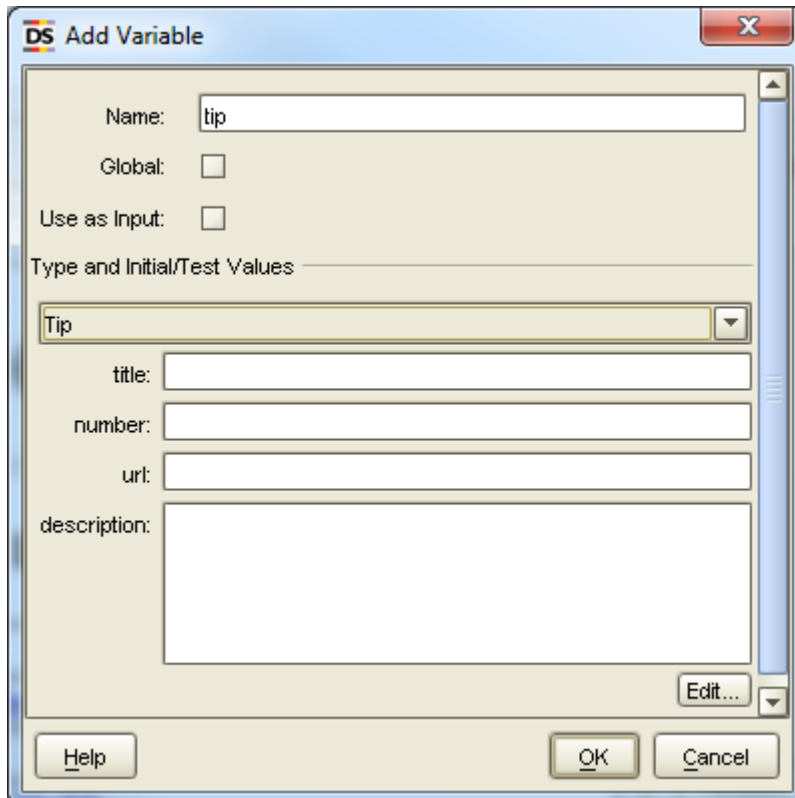 DS Add Variable
Name: tip
Global:
Use as Input:
Type and Initial/Test Values
Tip
title:
number:
url:
description:
Edit...
Help OK Cancel